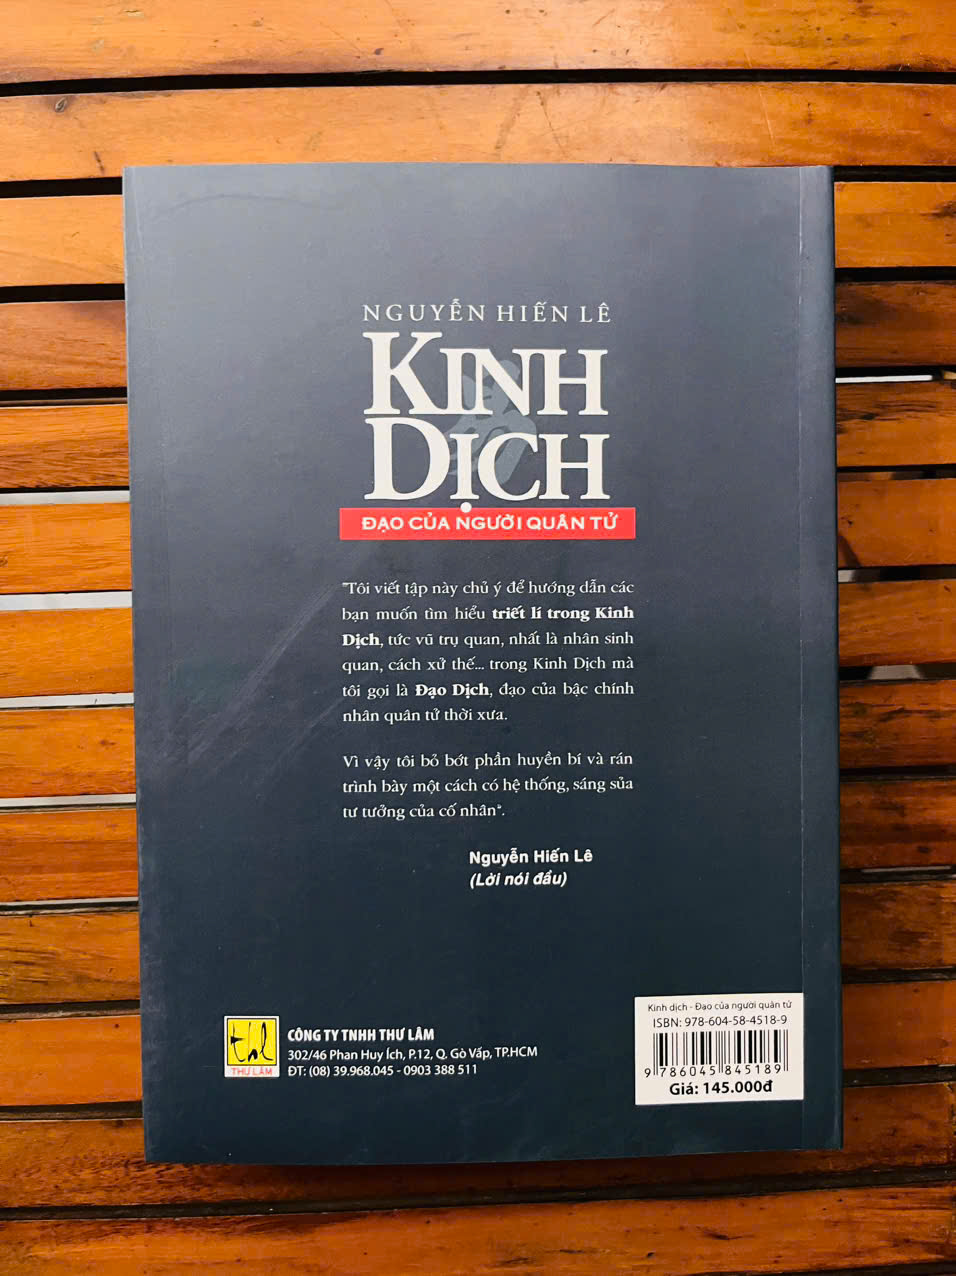 NGUYỄN HIẾN LÊ
KINH
DỊCH
ĐẠO CỦA NGƯỜI QUÂN TỬ
"Tôi viết tập này chủ ý để hướng dẫn các
bạn muốn tìm hiểu triết lí trong Kinh
Dịch, tức vũ trụ quan, nhất là nhân sinh
quan, cách xử thế... trong Kinh Dịch mà
tôi gọi là Đạo Dịch, đạo của bậc chính
nhân quân tử thời xưa.
Vì vậy tôi bỏ bớt phần huyền bí và rán
trình bày một cách có hệ thống, sáng sủa
tư tưởng của cố nhân".
Nguyễn Hiến Lê
(Lời nói đầu)
thl
THƯ LÂM
CÔNG TY TNHH THƯ LÂM
302/46 Phan Huy Ích, P.12, Q. Gò Vấp, TP.HCM
ĐT: (08) 39.968.045 - 0903 388 511
Kinh dịch - Đạo của người quân tử
ISBN: 978-604-58-4518-9
9 786045 845189
Giá: 145.000đ